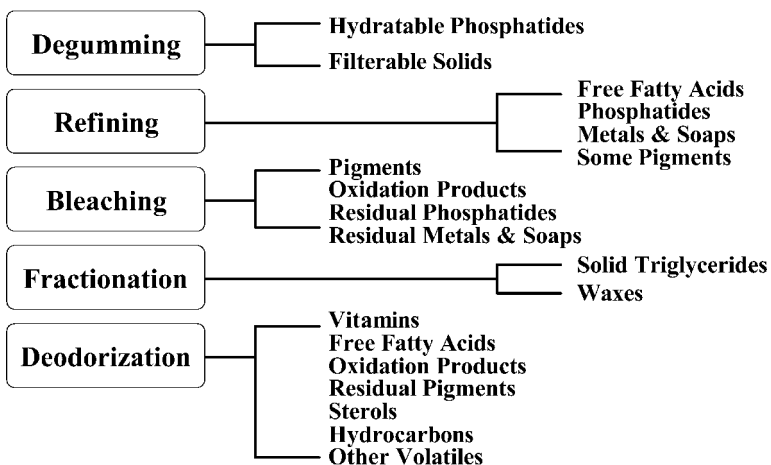 Degumming
Hydratable Phosphatides
Filterable Solids
Refining
Free Fatty Acids
Phosphatides
Metals & Soaps
Some Pigments
Bleaching
Pigments
Oxidation Products
Residual Phosphatides
Residual Metals & Soaps
Fractionation
Solid Triglycerides
Waxes
Deodorization
Vitamins
Free Fatty Acids
Oxidation Products
Residual Pigments
Sterols
Hydrocarbons
Other Volatiles